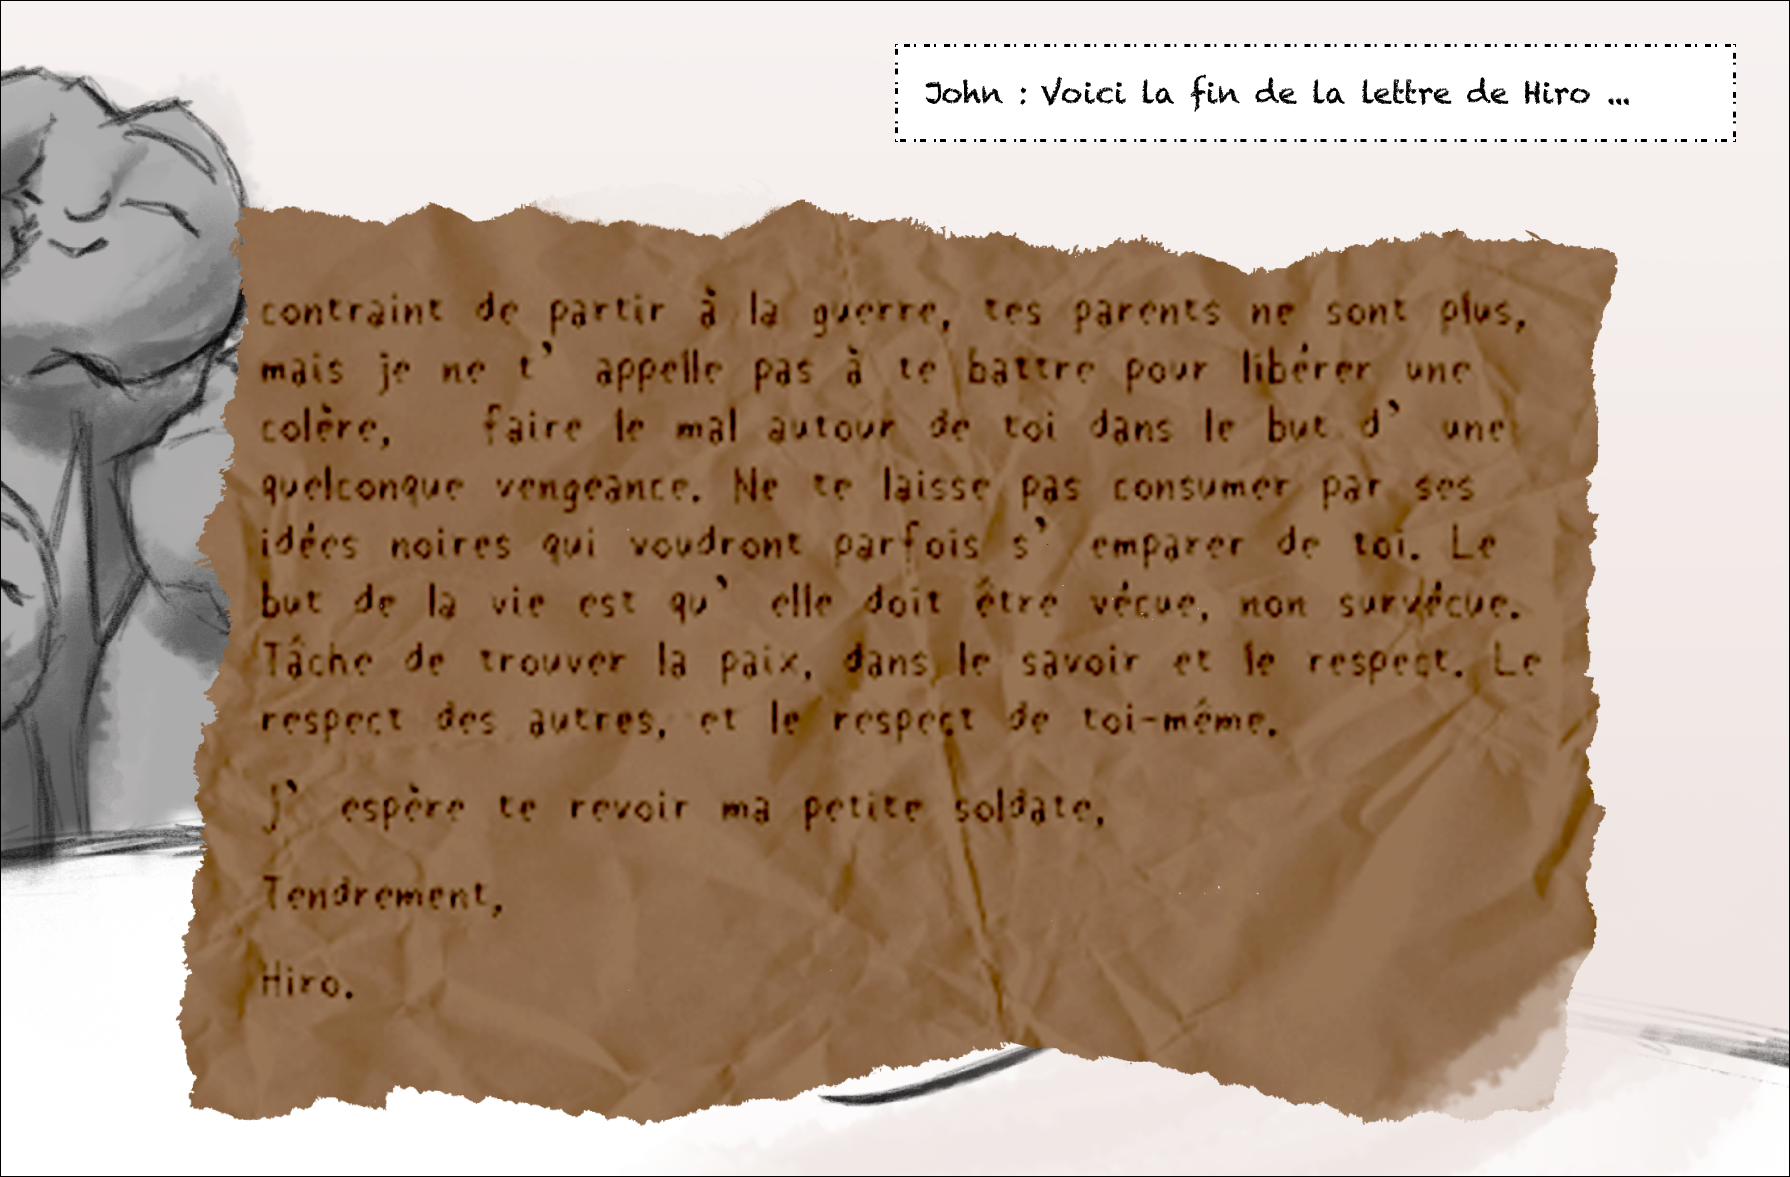 John : Voici la fin de la lettre de Hiro ...
contraint de partir à la guerre, tes parents ne sont plus,
mais je ne t' appelle pas à te battre pour libérer une
colère, faire le mal autour de toi dans le but d' une
quelconque vengeance. Ne te laisse pas consumer par ses
idées noires qui voudront parfois s' emparer de toi. Le
but de la vie est qu' elle doit être vécue, non survécue.
Tâche de trouver la paix, dans le savoir et le respect. Le
respect des autres, et le respect de toi-même.
J' espère te revoir ma petite soldate,
Tendrement,
Hiro.